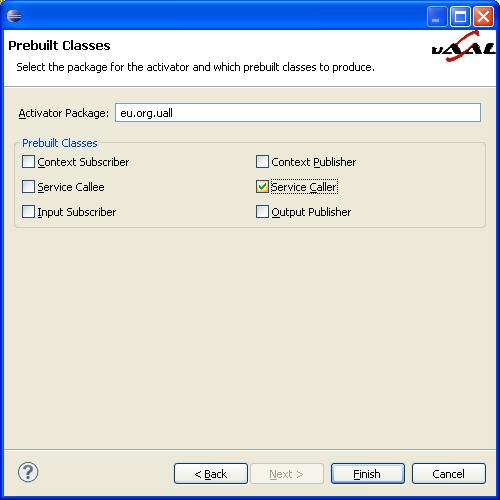 Prebuilt Classes
uAAL
Select the package for the activator and which prebuilt classes to produce.
Activator Package: eu.org.uall
Prebuilt Classes
Context Subscriber Context Publisher
Service Callee Service Caller
Input Subscriber Output Publisher
? < Back Next > Finish Cancel